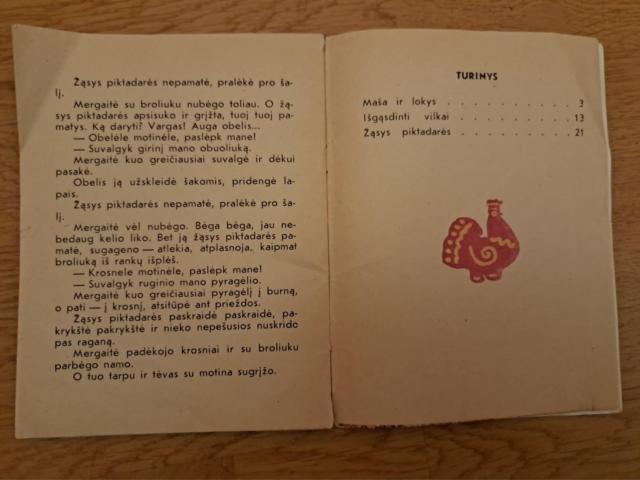 Žąsys piktadarės nepamatė, pralėkė pro ša-
lį.
Mergaitė su broliuku nubėgo toliau. O žą-
sys piktadarės apsisuko ir grįžta, tuoj tuoj pa-
matys. Ką daryti? Vargas! Auga obelis...
— Obelėle motinėle, paslėpk mane!
— Suvalgyk girinį mano obuoliuką.
Mergaitė kuo greičiausiai suvalgė ir dėkui
pasakė.
Obelis ją užskleidė šakomis, pridengė la-
pais.
Žąsys piktadarės nepamatė, pralėkė pro ša-
lį.
Mergaitė vėl nubėgo. Bėga bėga, jau ne-
bedaug kelio liko. Bet ją žąsys piktadarės pa-
matė, sugageno — atlekia, atplasnoja, kaipmat
broliuką iš rankų išplėš.
— Krosnele motinėle, paslėpk mane!
— Suvalgyk ruginio mano pyragėlio.
Mergaitė kuo greičiausiai pyragėlį į burną,
o pati — į krosnį, atsitūpė ant prieždos.
Žąsys piktadarės paskraidė paskraidė, pa-
krykštė pakrykštė ir nieko nepešusios nuskrido
pas raganą.
Mergaitė padėkojo krosniai ir su broliuku
parbėgo namo.
O tuo tarpu ir tėvas su motina sugrįžo.
TURINYS
Maša ir lokys . . . . . . . . . . 3
Išgąsdinti vilkai . . . . . . . . . 13
Žąsys piktadarės . . . . . . . . . 21